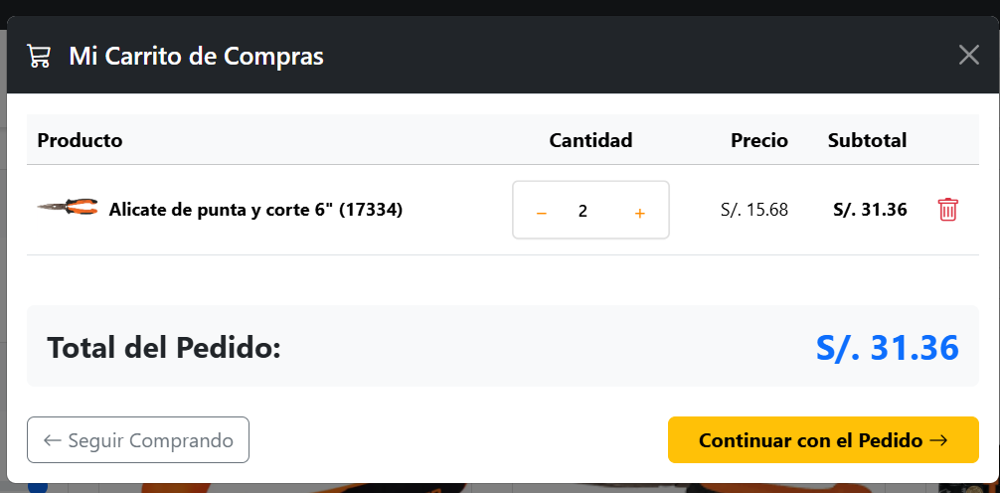 Mi Carrito de Compras
Producto Cantidad Precio Subtotal
Alicate de punta y corte 6" (17334) − 2 + S/. 15.68 S/. 31.36
Total del Pedido: S/. 31.36
← Seguir Comprando Continuar con el Pedido →